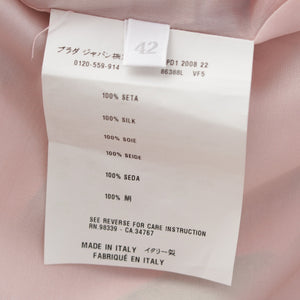 42
プラダ ジャパン㈱ PD1 2008 22
0120-559-914 86388L VF5
100% SETA
100% SILK
100% SOIE
100% SEIDE
100% SEDA
100% 絹
SEE REVERSE FOR CARE INSTRUCTION
RN.98339 - CA.34767
MADE IN ITALY イタリー製
FABRIQUÉ EN ITALY